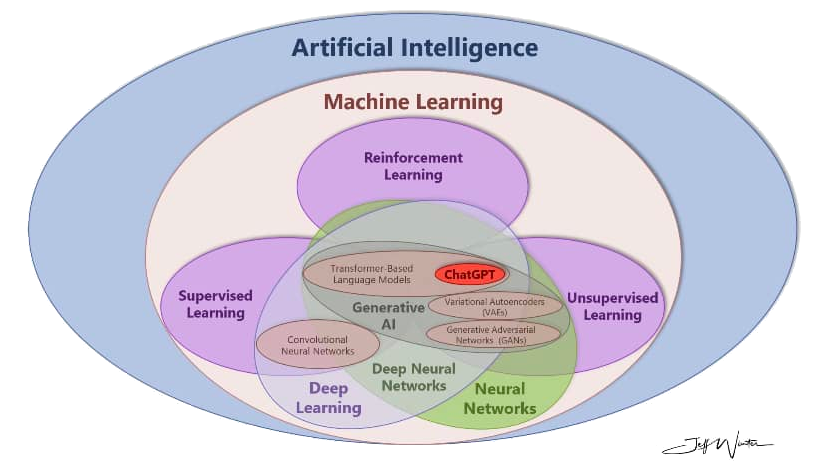 Artificial Intelligence
Machine Learning
Reinforcement
Learning
Transformer-Based
Language Models
ChatGPT
Supervised
Learning
Generative
AI
Variational Autoencoders
(VAEs)
Unsupervised
Learning
Generative Adversarial
Networks (GANs)
Convolutional
Neural Networks
Deep Neural
Networks
Deep
Learning
Neural
Networks
Jeff Winter